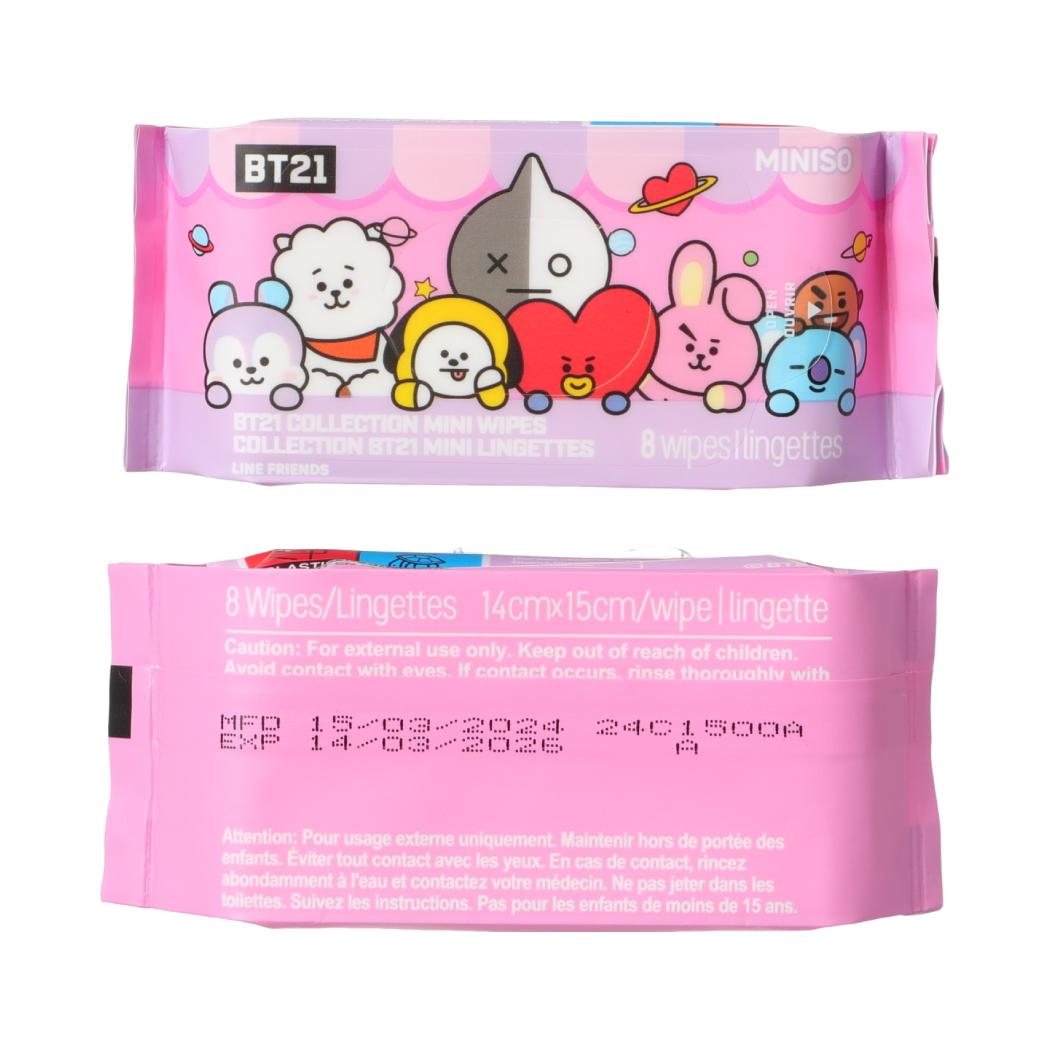 BT21
MINISO
OPEN
OUVRIR
BT21 COLLECTION MINI WIPES
COLLECTION BT21 MINI LINGETTES
8 wipes|lingettes
LINE FRIENDS
8 Wipes/Lingettes 14cmx15cm/wipe|lingette
Caution: For external use only. Keep out of reach of children.
Avoid contact with eyes. If contact occurs, rinse thoroughly with
MFD 15/03/2024 24C1500A
EXP 14/03/2026 A
Attention: Pour usage externe uniquement. Maintenir hors de portée des
enfants. Éviter tout contact avec les yeux. En cas de contact, rincez
abondamment à l'eau et contactez votre médecin. Ne pas jeter dans les
toilettes. Suivez les instructions. Pas pour les enfants de moins de 15 ans.